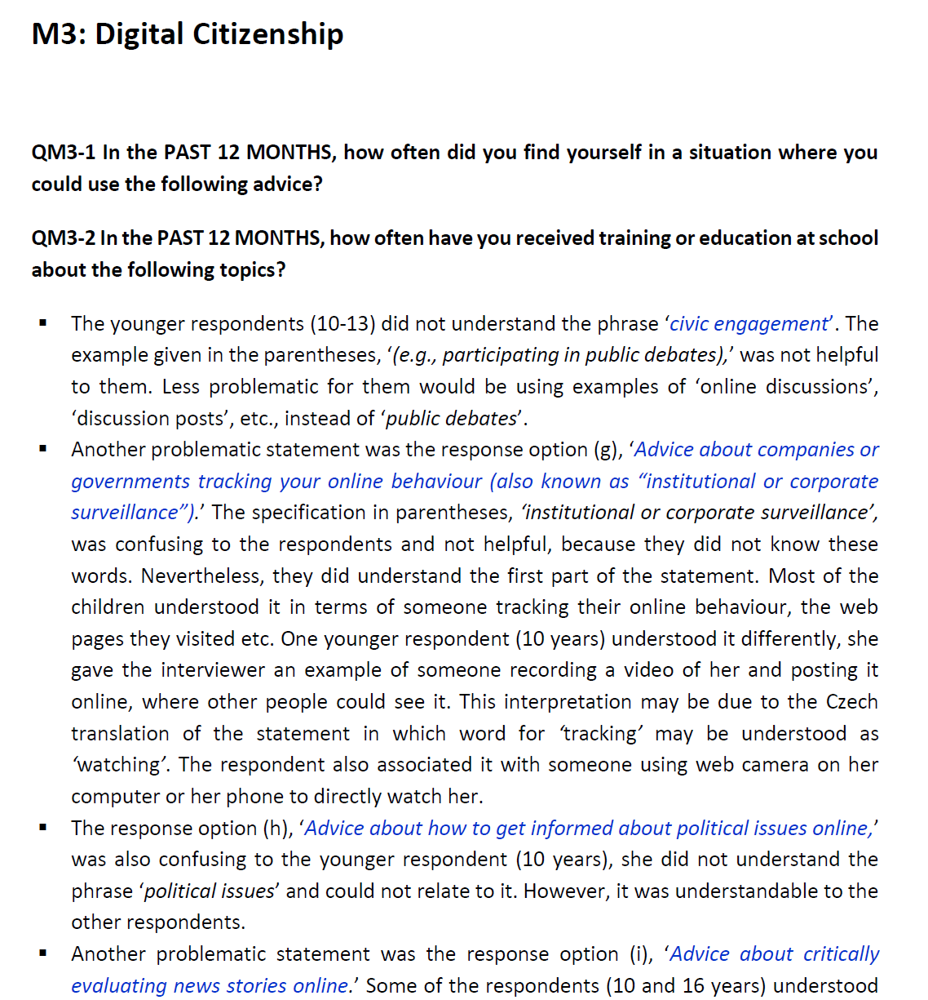 M3: Digital Citizenship
QM3-1 In the PAST 12 MONTHS, how often did you find yourself in a situation where you
could use the following advice?
QM3-2 In the PAST 12 MONTHS, how often have you received training or education at school
about the following topics?
▪ The younger respondents (10-13) did not understand the phrase ‘civic engagement’. The
example given in the parentheses, ‘(e.g., participating in public debates),’ was not helpful
to them. Less problematic for them would be using examples of ‘online discussions’,
‘discussion posts’, etc., instead of ‘public debates’.
▪ Another problematic statement was the response option (g), ‘Advice about companies or
governments tracking your online behaviour (also known as “institutional or corporate
surveillance”).’ The specification in parentheses, ‘institutional or corporate surveillance’,
was confusing to the respondents and not helpful, because they did not know these
words. Nevertheless, they did understand the first part of the statement. Most of the
children understood it in terms of someone tracking their online behaviour, the web
pages they visited etc. One younger respondent (10 years) understood it differently, she
gave the interviewer an example of someone recording a video of her and posting it
online, where other people could see it. This interpretation may be due to the Czech
translation of the statement in which word for ‘tracking’ may be understood as
‘watching’. The respondent also associated it with someone using web camera on her
computer or her phone to directly watch her.
▪ The response option (h), ‘Advice about how to get informed about political issues online,’
was also confusing to the younger respondent (10 years), she did not understand the
phrase ‘political issues’ and could not relate to it. However, it was understandable to the
other respondents.
▪ Another problematic statement was the response option (i), ‘Advice about critically
evaluating news stories online.’ Some of the respondents (10 and 16 years) understood